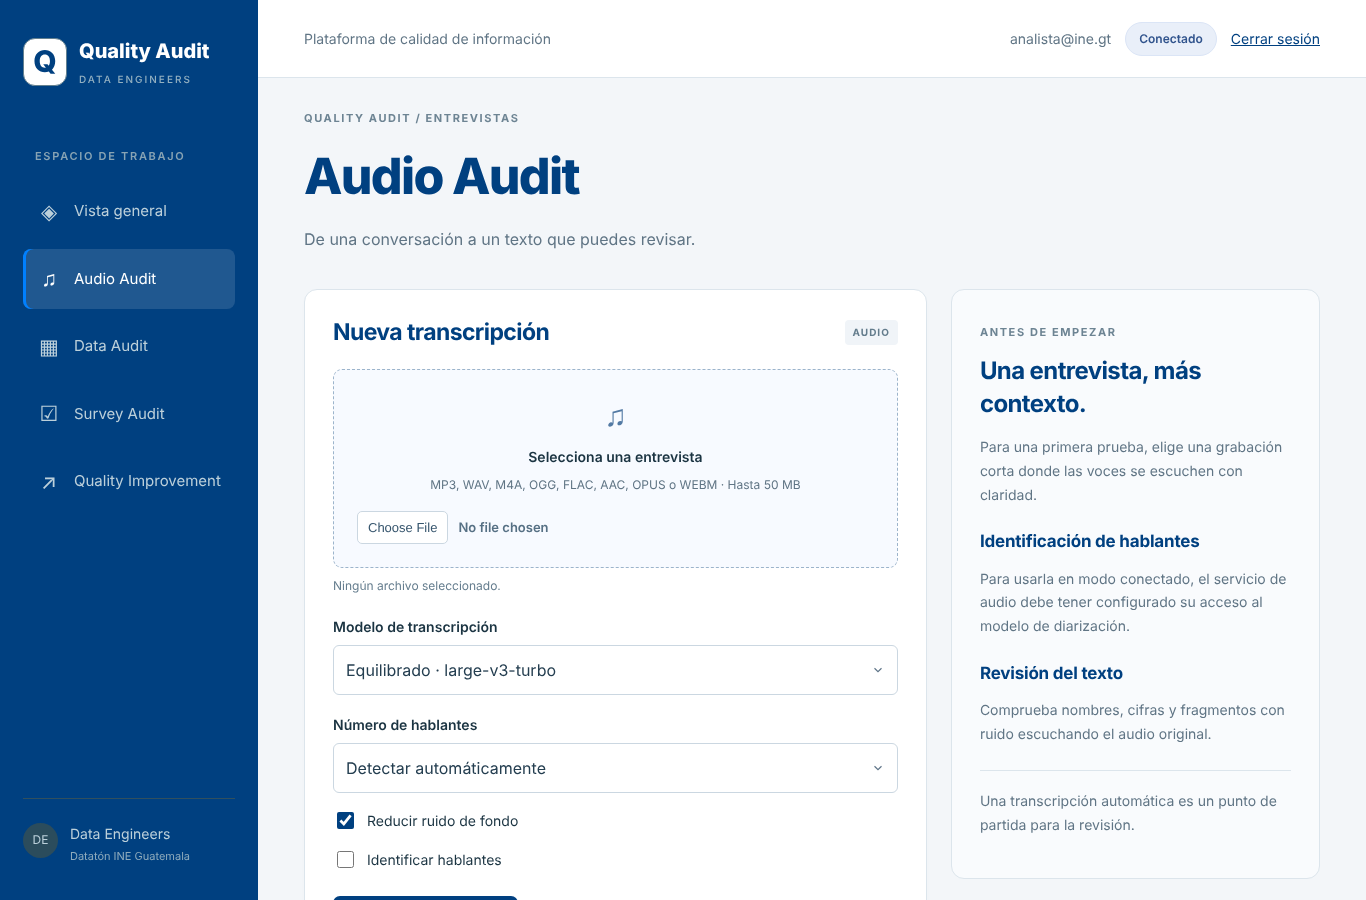 Q
Quality Audit
DATA ENGINEERS
ESPACIO DE TRABAJO
Vista general
Audio Audit
Data Audit
Survey Audit
Quality Improvement
DE
Data Engineers
Datatón INE Guatemala
Plataforma de calidad de información
analista@ine.gt
Conectado
Cerrar sesión
QUALITY AUDIT / ENTREVISTAS
Audio Audit
De una conversación a un texto que puedes revisar.
Nueva transcripción
AUDIO
Selecciona una entrevista
MP3, WAV, M4A, OGG, FLAC, AAC, OPUS o WEBM · Hasta 50 MB
Choose File No file chosen
Ningún archivo seleccionado.
Modelo de transcripción
Equilibrado · large-v3-turbo
Número de hablantes
Detectar automáticamente
Reducir ruido de fondo
Identificar hablantes
ANTES DE EMPEZAR
Una entrevista, más
contexto.
Para una primera prueba, elige una grabación
corta donde las voces se escuchen con
claridad.
Identificación de hablantes
Para usarla en modo conectado, el servicio de
audio debe tener configurado su acceso al
modelo de diarización.
Revisión del texto
Comprueba nombres, cifras y fragmentos con
ruido escuchando el audio original.
Una transcripción automática es un punto de
partida para la revisión.